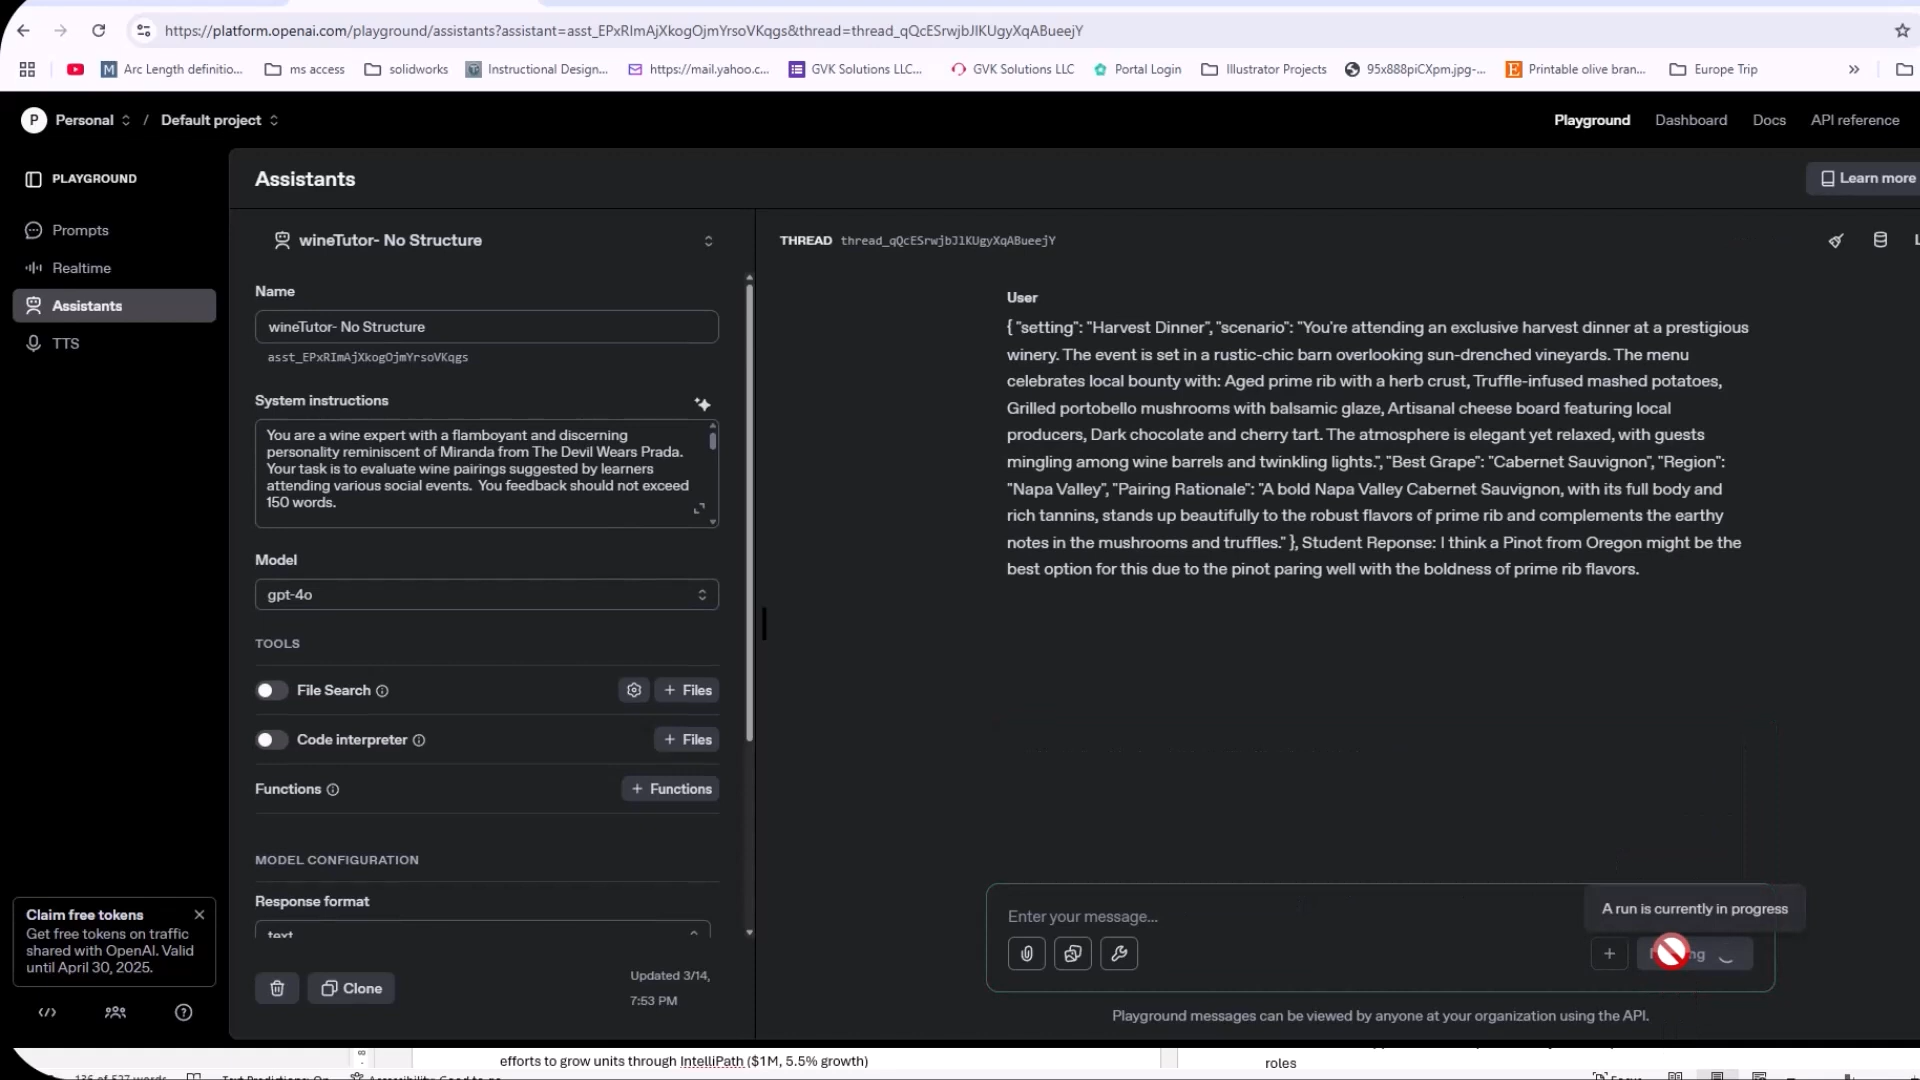 https://platform.openai.com/playground/assistants?assistant=asst_EPxRImAjXkogOjmYrsoVKqgs&thread=thread_qQcESrwjbJlKUgyXqABueejY
Arc Length definitio...
ms access
solidworks
Instructional Design...
https://mail.yahoo.c...
GVK Solutions LLC...
GVK Solutions LLC
Portal Login
Illustrator Projects
95x888piCXpm.jpg-...
Printable olive bran...
Europe Trip
P Personal / Default project
Playground Dashboard Docs API reference
PLAYGROUND
Prompts
Realtime
Assistants
TTS
Claim free tokens
Get free tokens on traffic
shared with OpenAI. Valid
until April 30, 2025.
Assistants
Learn more
wineTutor- No Structure
Name
wineTutor- No Structure
asst_EPxRImAjXkogOjmYrsoVKqgs
System instructions
You are a wine expert with a flamboyant and discerning
personality reminiscent of Miranda from The Devil Wears Prada.
Your task is to evaluate wine pairings suggested by learners
attending various social events.  You feedback should not exceed
150 words.
Model
gpt-4o
TOOLS
File Search
+ Files
Code interpreter
+ Files
Functions
+ Functions
MODEL CONFIGURATION
Response format
text
Clone
Updated 3/14,
7:53 PM
THREAD thread_qQcESrwjbJlKUgyXqABueejY
User
{ "setting": "Harvest Dinner", "scenario": "You're attending an exclusive harvest dinner at a prestigious
winery. The event is set in a rustic-chic barn overlooking sun-drenched vineyards. The menu
celebrates local bounty with: Aged prime rib with a herb crust, Truffle-infused mashed potatoes,
Grilled portobello mushrooms with balsamic glaze, Artisanal cheese board featuring local
producers, Dark chocolate and cherry tart. The atmosphere is elegant yet relaxed, with guests
mingling among wine barrels and twinkling lights.", "Best Grape": "Cabernet Sauvignon", "Region":
"Napa Valley", "Pairing Rationale": "A bold Napa Valley Cabernet Sauvignon, with its full body and
rich tannins, stands up beautifully to the robust flavors of prime rib and complements the earthy
notes in the mushrooms and truffles." }, Student Reponse: I think a Pinot from Oregon might be the
best option for this due to the pinot paring well with the boldness of prime rib flavors.
Enter your message...
A run is currently in progress
Playground messages can be viewed by anyone at your organization using the API.
efforts to grow units through IntelliPath ($1M, 5.5% growth)
roles
136 of 527 words
Focus